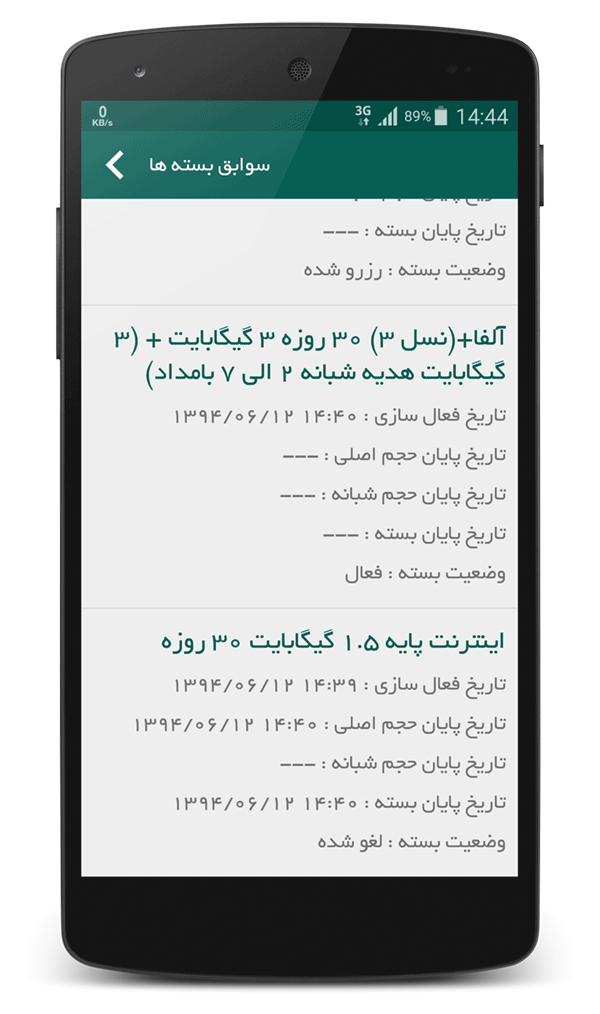 0 KB/s 3G 89% 14:44
سوابق بسته ها
تاریخ پایان بسته : ---
وضعیت بسته : رزرو شده
آلفا+(نسل ۳) ۳۰ روزه ۳ گیگابایت + (۳
گیگابایت هدیه شبانه ۲ الی ۷ بامداد)
تاریخ فعال سازی : ۱۴:۴۰ ۱۳۹۴/۰۶/۱۲
تاریخ پایان حجم اصلی : ---
تاریخ پایان حجم شبانه : ---
تاریخ پایان بسته : ---
وضعیت بسته : فعال
اینترنت پایه ۱.۵ گیگابایت ۳۰ روزه
تاریخ فعال سازی : ۱۴:۳۹ ۱۳۹۴/۰۶/۱۲
تاریخ پایان حجم اصلی : ۱۴:۴۰ ۱۳۹۴/۰۶/۱۲
تاریخ پایان حجم شبانه : ---
تاریخ پایان بسته : ۱۴:۴۰ ۱۳۹۴/۰۶/۱۲
وضعیت بسته : لغو شده